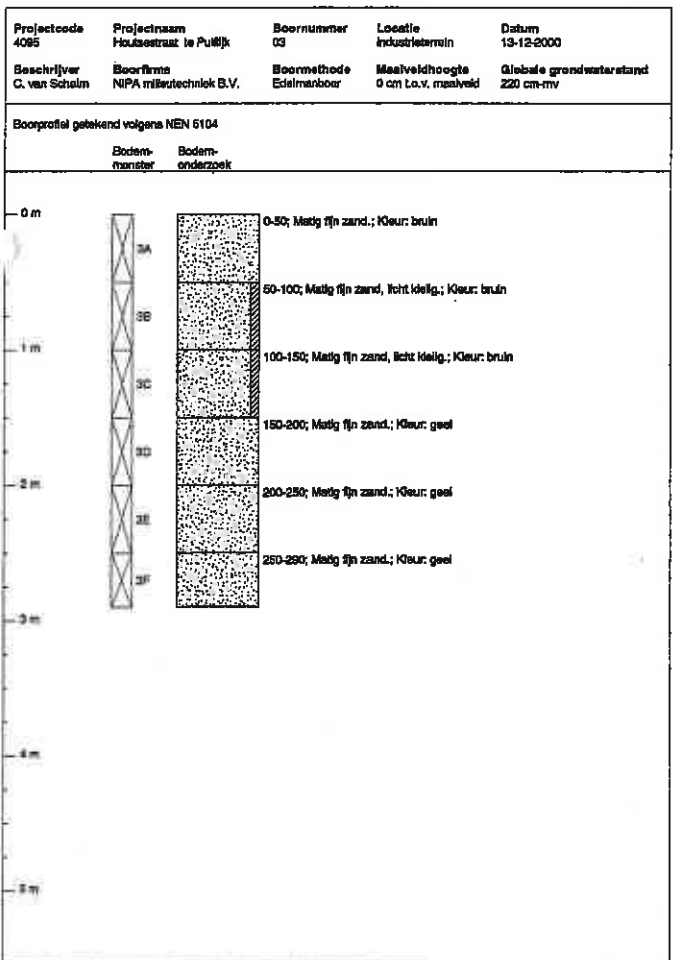 Projectcode Projectnaam Boornummer Locatie Datum
4095 Houtsestraat te Puiflijk 03 industrieterrein 13-12-2000
Beschrijver Boorfirma Boormethode Maaiveldhoogte Globale grondwaterstand
C. van Schaim NIPA milieutechniek B.V. Edelmanboor 0 cm t.o.v. maaiveld 220 cm-mv
Boorprofiel getekend volgens NEN 5104
Bodem- Bodem-
monster onderzoek
0 m
0-50; Matig fijn zand.; Kleur: bruin
3A
50-100; Matig fijn zand, licht kleiig.; Kleur: bruin
3B
1 m
100-150; Matig fijn zand, licht kleiig.; Kleur: bruin
3C
150-200; Matig fijn zand.; Kleur: geel
3D
2 m
200-250; Matig fijn zand.; Kleur: geel
3E
250-290; Matig fijn zand.; Kleur: geel
3F
3 m
4 m
5 m